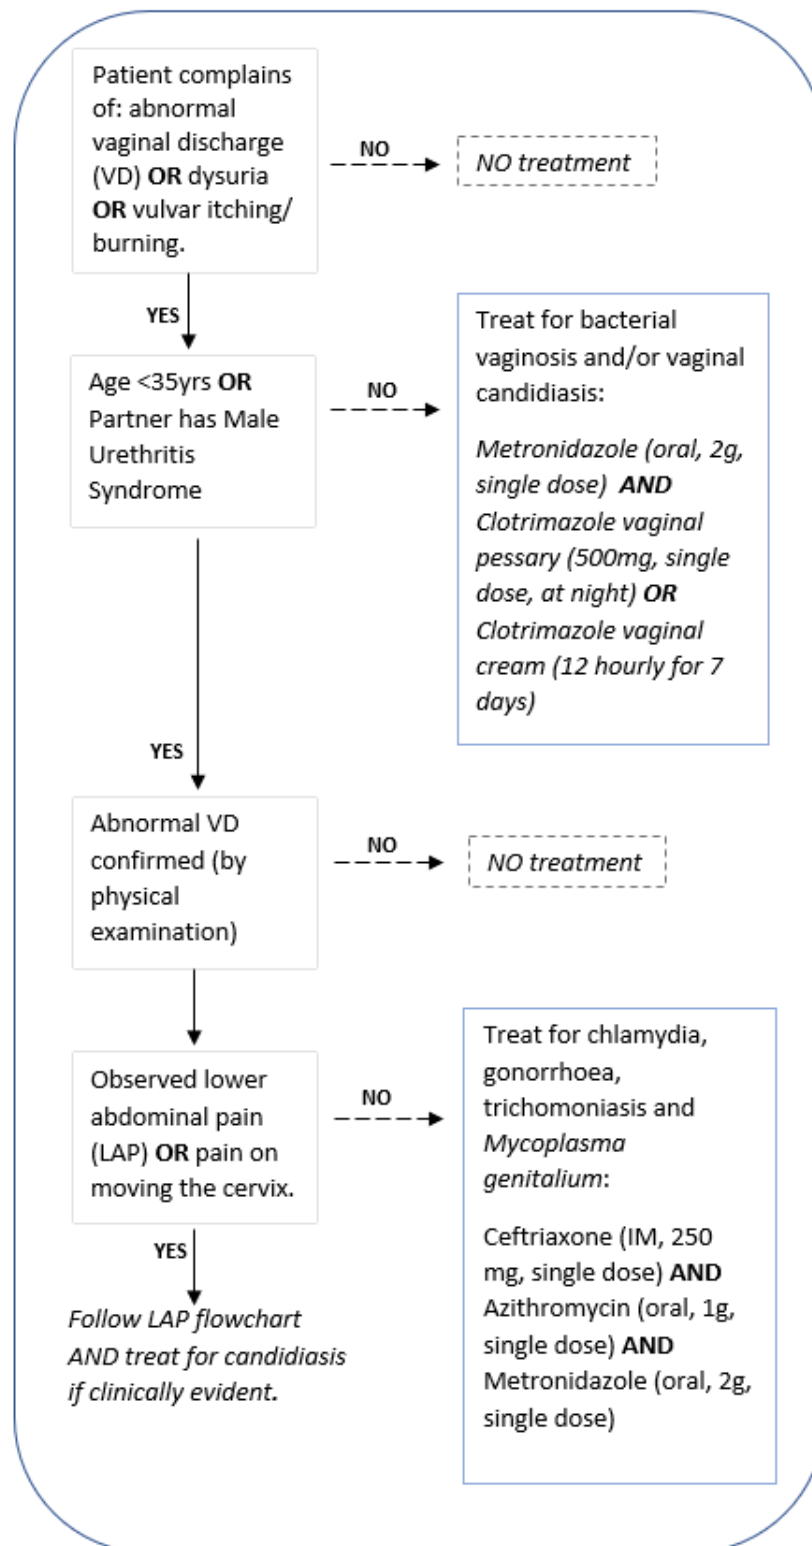 Patient complains
of: abnormal
vaginal discharge
(VD) OR dysuria
OR vulvar itching/
burning.
NO
NO treatment
YES
Age <35yrs OR
Partner has Male
Urethritis
Syndrome
NO
Treat for bacterial
vaginosis and/or vaginal
candidiasis:
Metronidazole (oral, 2g,
single dose) AND
Clotrimazole vaginal
pessary (500mg, single
dose, at night) OR
Clotrimazole vaginal
cream (12 hourly for 7
days)
YES
Abnormal VD
confirmed (by
physical
examination)
NO
NO treatment
Observed lower
abdominal pain
(LAP) OR pain on
moving the cervix.
NO
Treat for chlamydia,
gonorrhoea,
trichomoniasis and
Mycoplasma
genitalium:
Ceftriaxone (IM, 250
mg, single dose) AND
Azithromycin (oral, 1g,
single dose) AND
Metronidazole (oral, 2g,
single dose)
YES
Follow LAP flowchart
AND treat for candidiasis
if clinically evident.